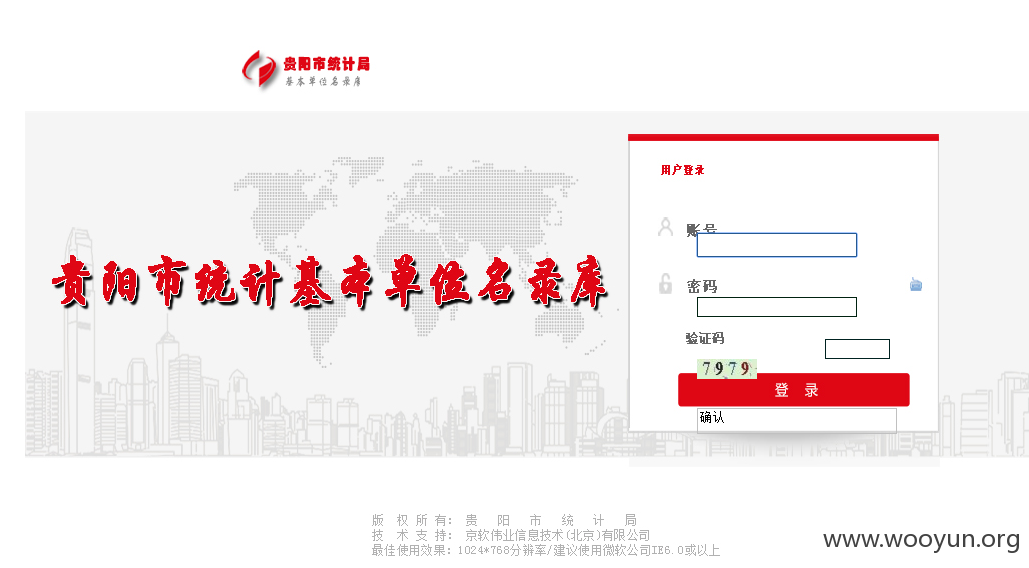 贵阳市统计局
基本单位名录库
用户登录
账号
贵阳市统计基本单位名录库
密码
验证码
7979
登 录
确认
版 权 所 有： 贵 阳 市 统 计 局
技 术 支 持： 京软伟业信息技术(北京)有限公司
最佳使用效果：1024*768分辨率/建议使用微软公司IE6.0或以上
www.wooyun.org